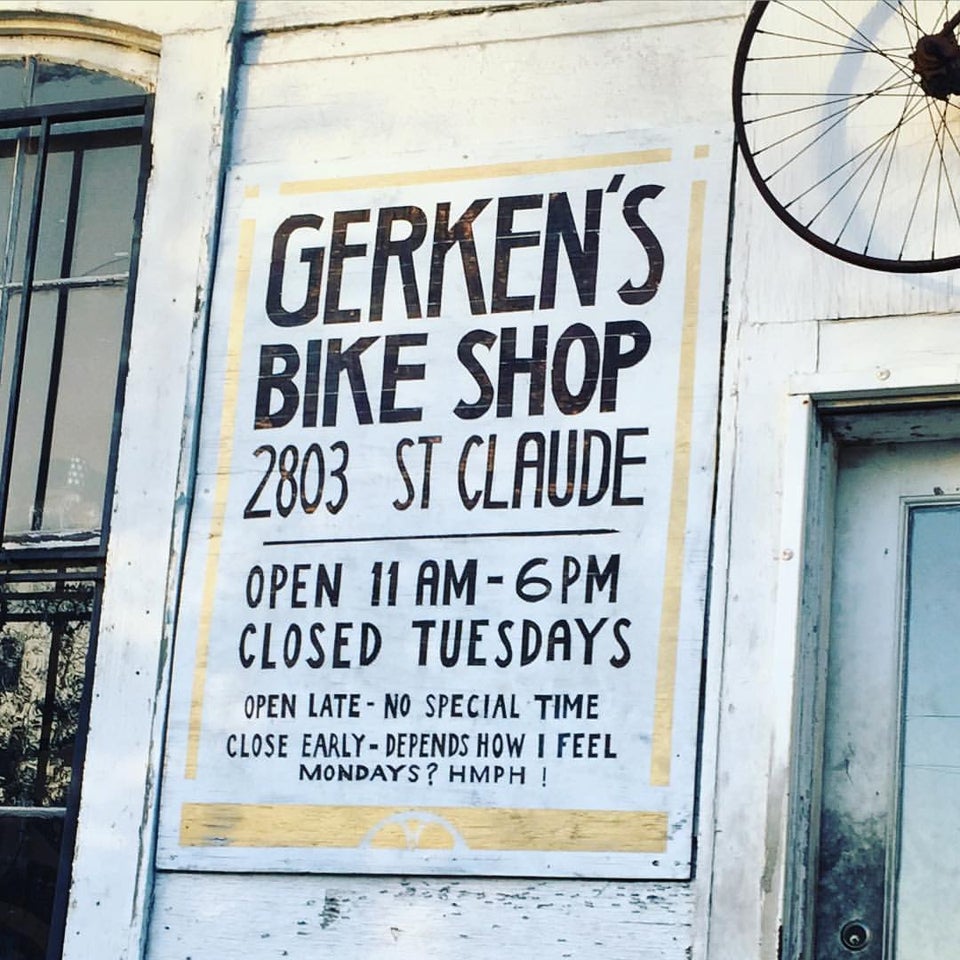 GERKEN'S
BIKE SHOP
2803 ST CLAUDE
OPEN 11 AM-6PM
CLOSED TUESDAYS
OPEN LATE - NO SPECIAL TIME
CLOSE EARLY - DEPENDS HOW I FEEL
MONDAYS? HMPH !